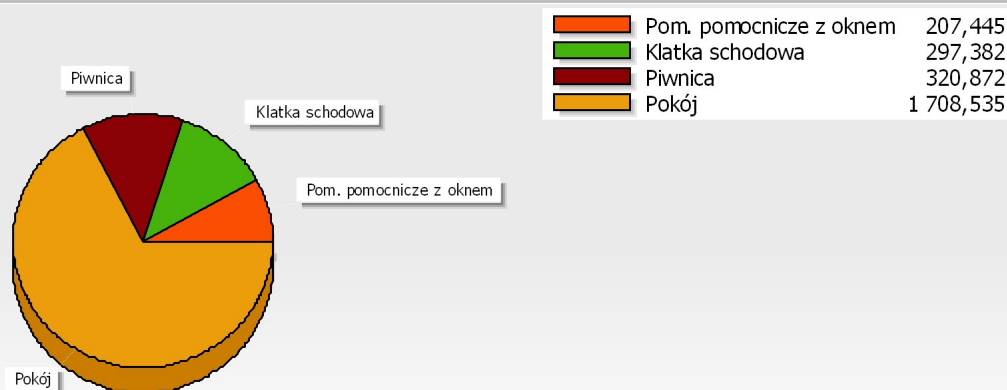 Pom. pomocnicze z oknem 207,445
Klatka schodowa 297,382
Piwnica 320,872
Pokój 1 708,535
Piwnica
Klatka schodowa
Pom. pomocnicze z oknem
Pokój